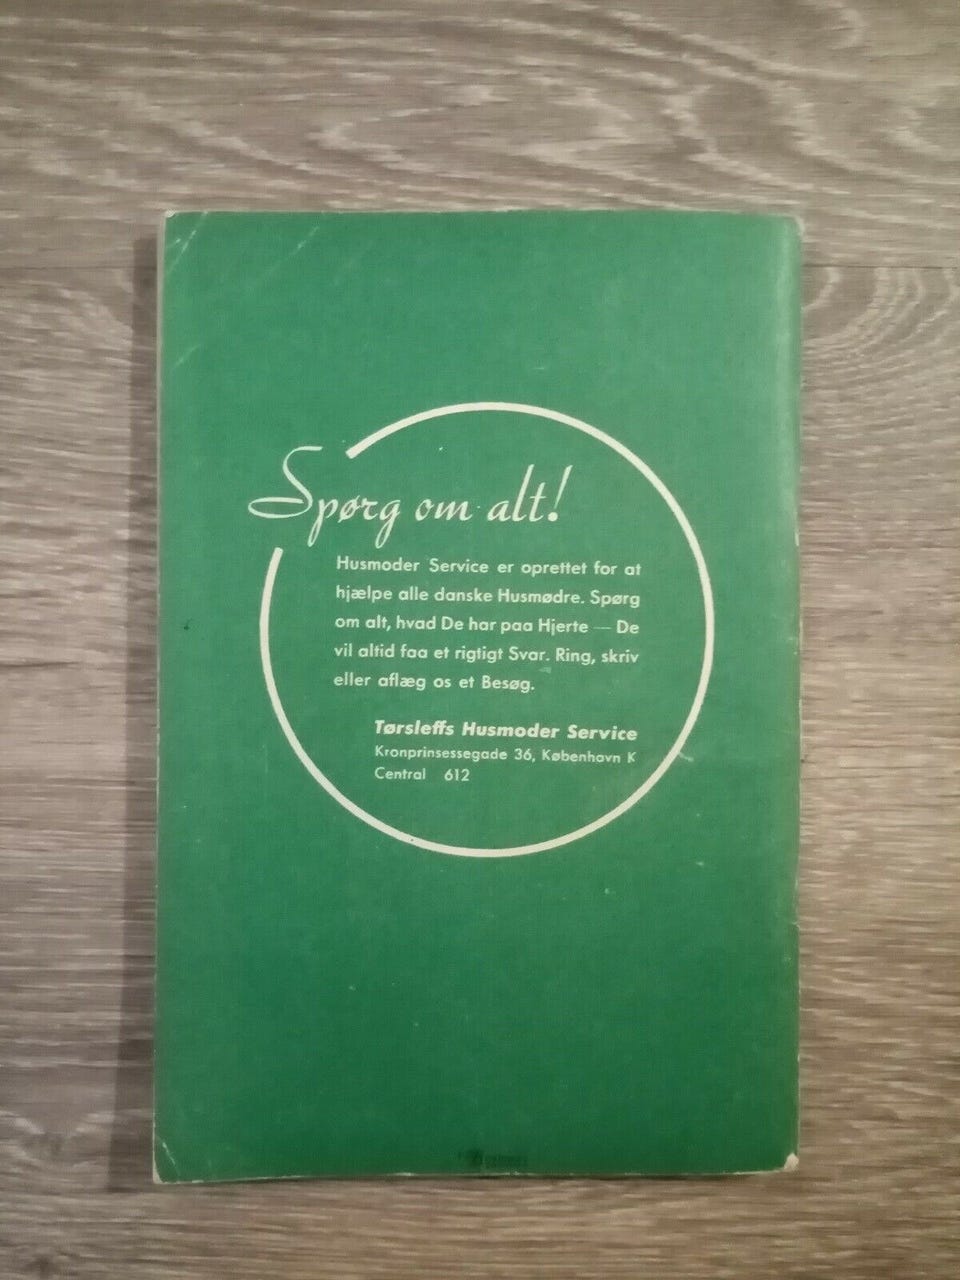 Spørg om alt!
Husmoder Service er oprettet for at
hjælpe alle danske Husmødre. Spørg
om alt, hvad De har paa Hjerte — De
vil altid faa et rigtigt Svar. Ring, skriv
eller aflæg os et Besøg.
Tørsleffs Husmoder Service
Kronprinsessegade 36, København K
Central 612